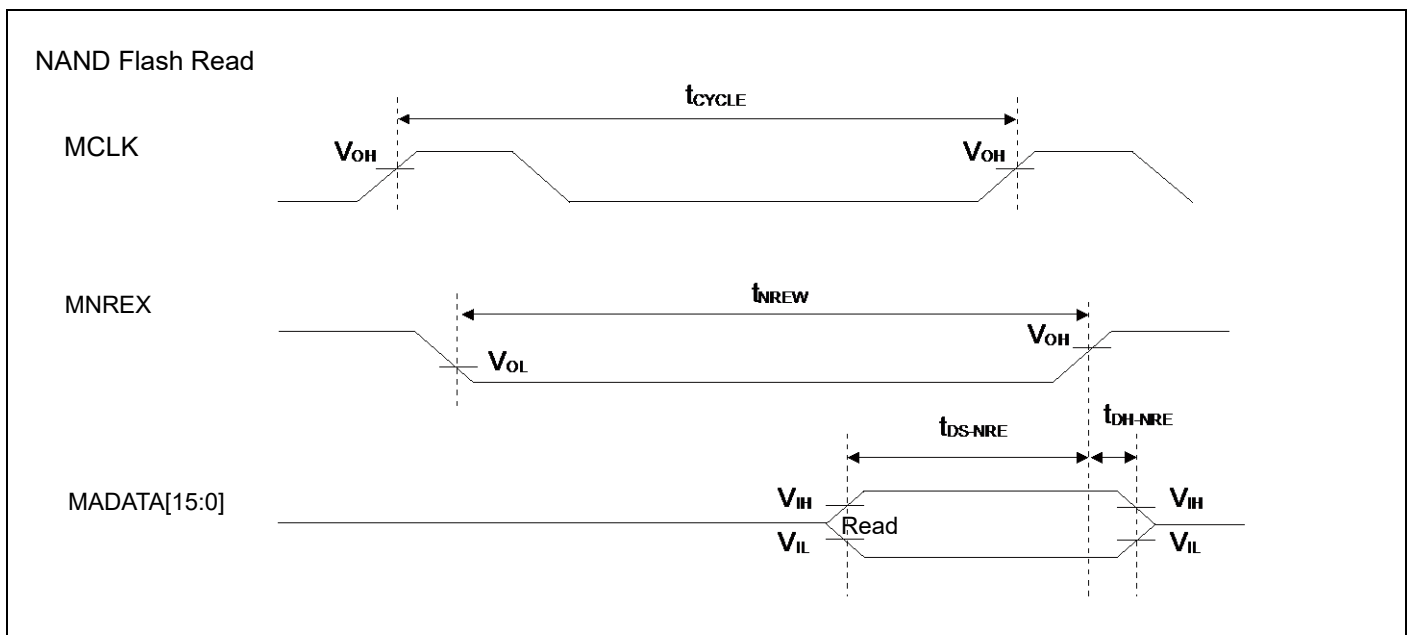 NAND Flash Read
tCYCLE
MCLK
VOH
VOH
tNREW
MNREX
VOH
VOL
tDH-NRE
tDS-NRE
MADATA[15:0]
VIH
VIH
Read
VIL
VIL